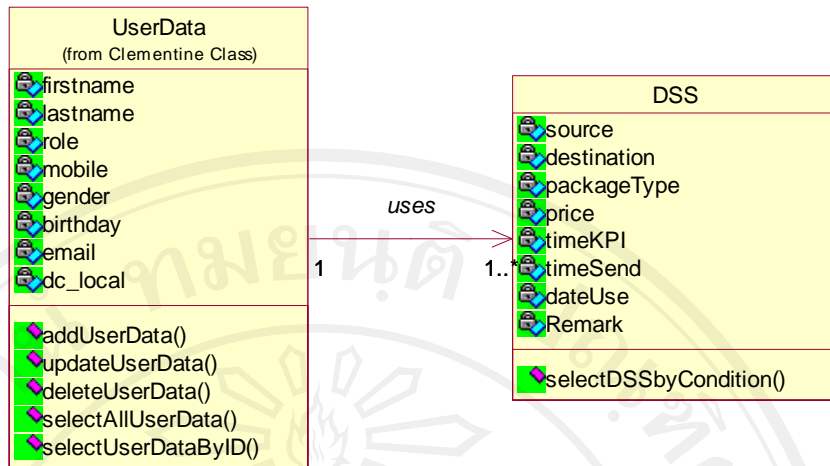 UserData
(from Clementine Class)
firstname
lastname
role
mobile
gender
birthday
email
dc_local
addUserData()
updateUserData()
deleteUserData()
selectAllUserData()
selectUserDataByID()
uses
1
1..*
DSS
source
destination
packageType
price
timeKPI
timeSend
dateUse
Remark
selectDSSbyCondition()